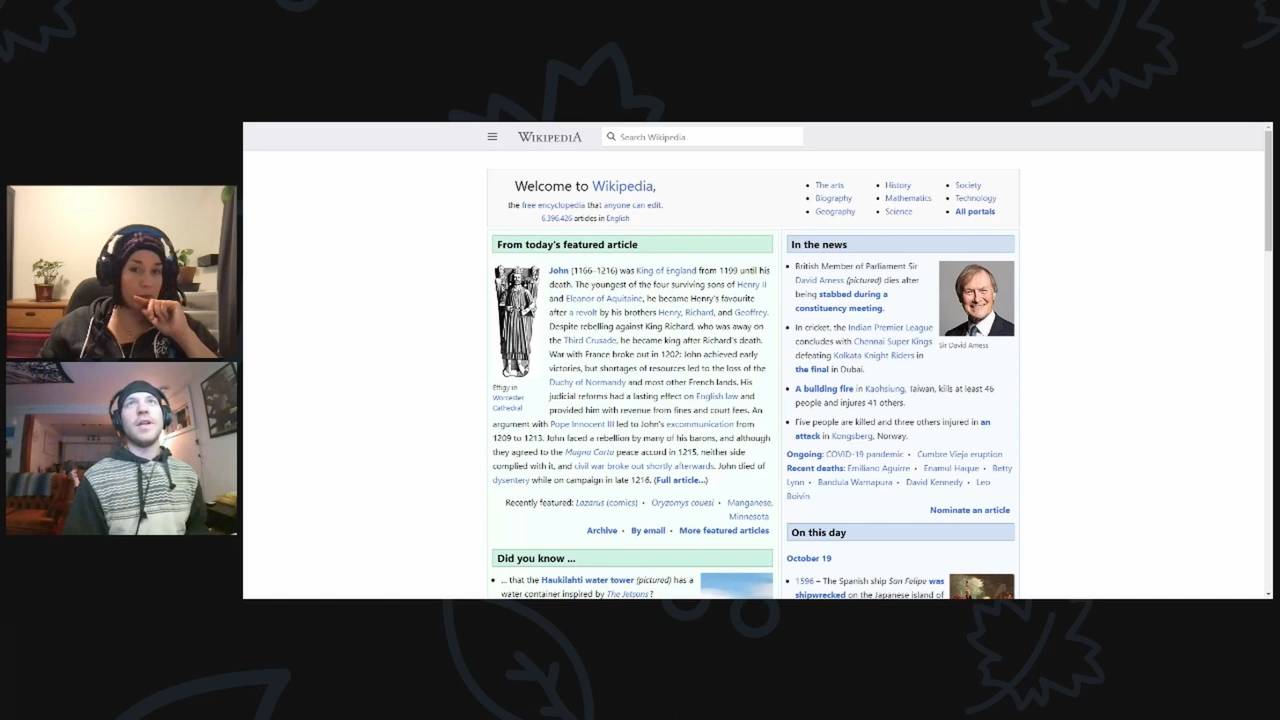 WIKIPEDIA
Search Wikipedia
Welcome to Wikipedia,
the free encyclopedia that anyone can edit.
6,396,426 articles in English
The arts
Biography
Geography
History
Mathematics
Science
Society
Technology
All portals
From today's featured article
John (1166–1216) was King of England from 1199 until his
death. The youngest of the four surviving sons of Henry II
and Eleanor of Aquitaine, he became Henry's favourite
after a revolt by his brothers Henry, Richard, and Geoffrey.
Despite rebelling against King Richard, who was away on
the Third Crusade, he became king after Richard's death.
War with France broke out in 1202; John achieved early
victories, but shortages of resources led to the loss of the
Duchy of Normandy and most other French lands. His
judicial reforms had a lasting effect on English law and
provided him with revenue from fines and court fees. An
argument with Pope Innocent III led to John's excommunication from
1209 to 1213. John faced a rebellion by many of his barons, and although
they agreed to the Magna Carta peace accord in 1215, neither side
complied with it, and civil war broke out shortly afterwards. John died of
dysentery while on campaign in late 1216. (Full article...)
Effigy in
Worcester
Cathedral
Recently featured: Lazarus (comics) • Oryzomys couesi • Manganese,
Minnesota
Archive • By email • More featured articles
Did you know ...
... that the Haukilahti water tower (pictured) has a
water container inspired by The Jetsons?
In the news
British Member of Parliament Sir
David Amess (pictured) dies after
being stabbed during a
constituency meeting.
Sir David Amess
In cricket, the Indian Premier League
concludes with Chennai Super Kings
defeating Kolkata Knight Riders in
the final in Dubai.
A building fire in Kaohsiung, Taiwan, kills at least 46
people and injures 41 others.
Five people are killed and three others injured in an
attack in Kongsberg, Norway.
Ongoing: COVID-19 pandemic • Cumbre Vieja eruption
Recent deaths: Emiliano Aguirre • Enamul Haque • Betty
Lynn • Bandula Warnapura • David Kennedy • Leo
Boivin
Nominate an article
On this day
October 19
1596 – The Spanish ship San Felipe was
shipwrecked on the Japanese island of